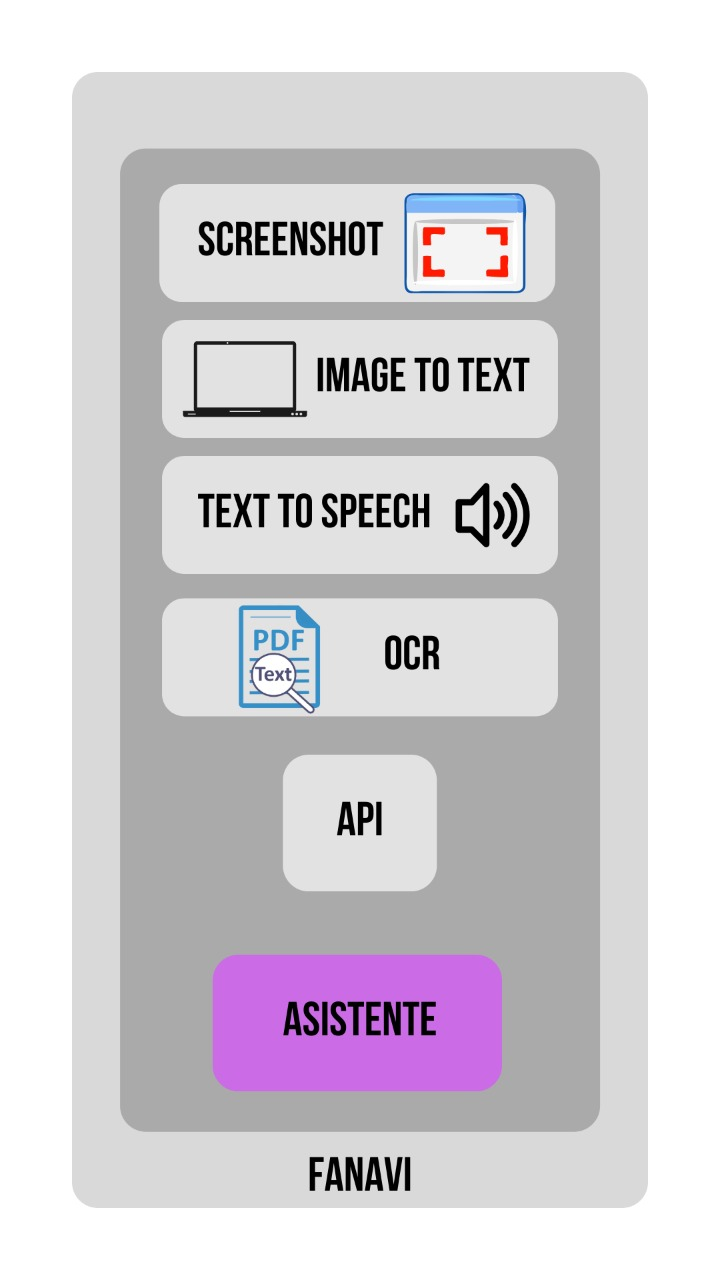 SCREENSHOT
IMAGE TO TEXT
TEXT TO SPEECH
PDF
Text
OCR
API
ASISTENTE
FANAVI